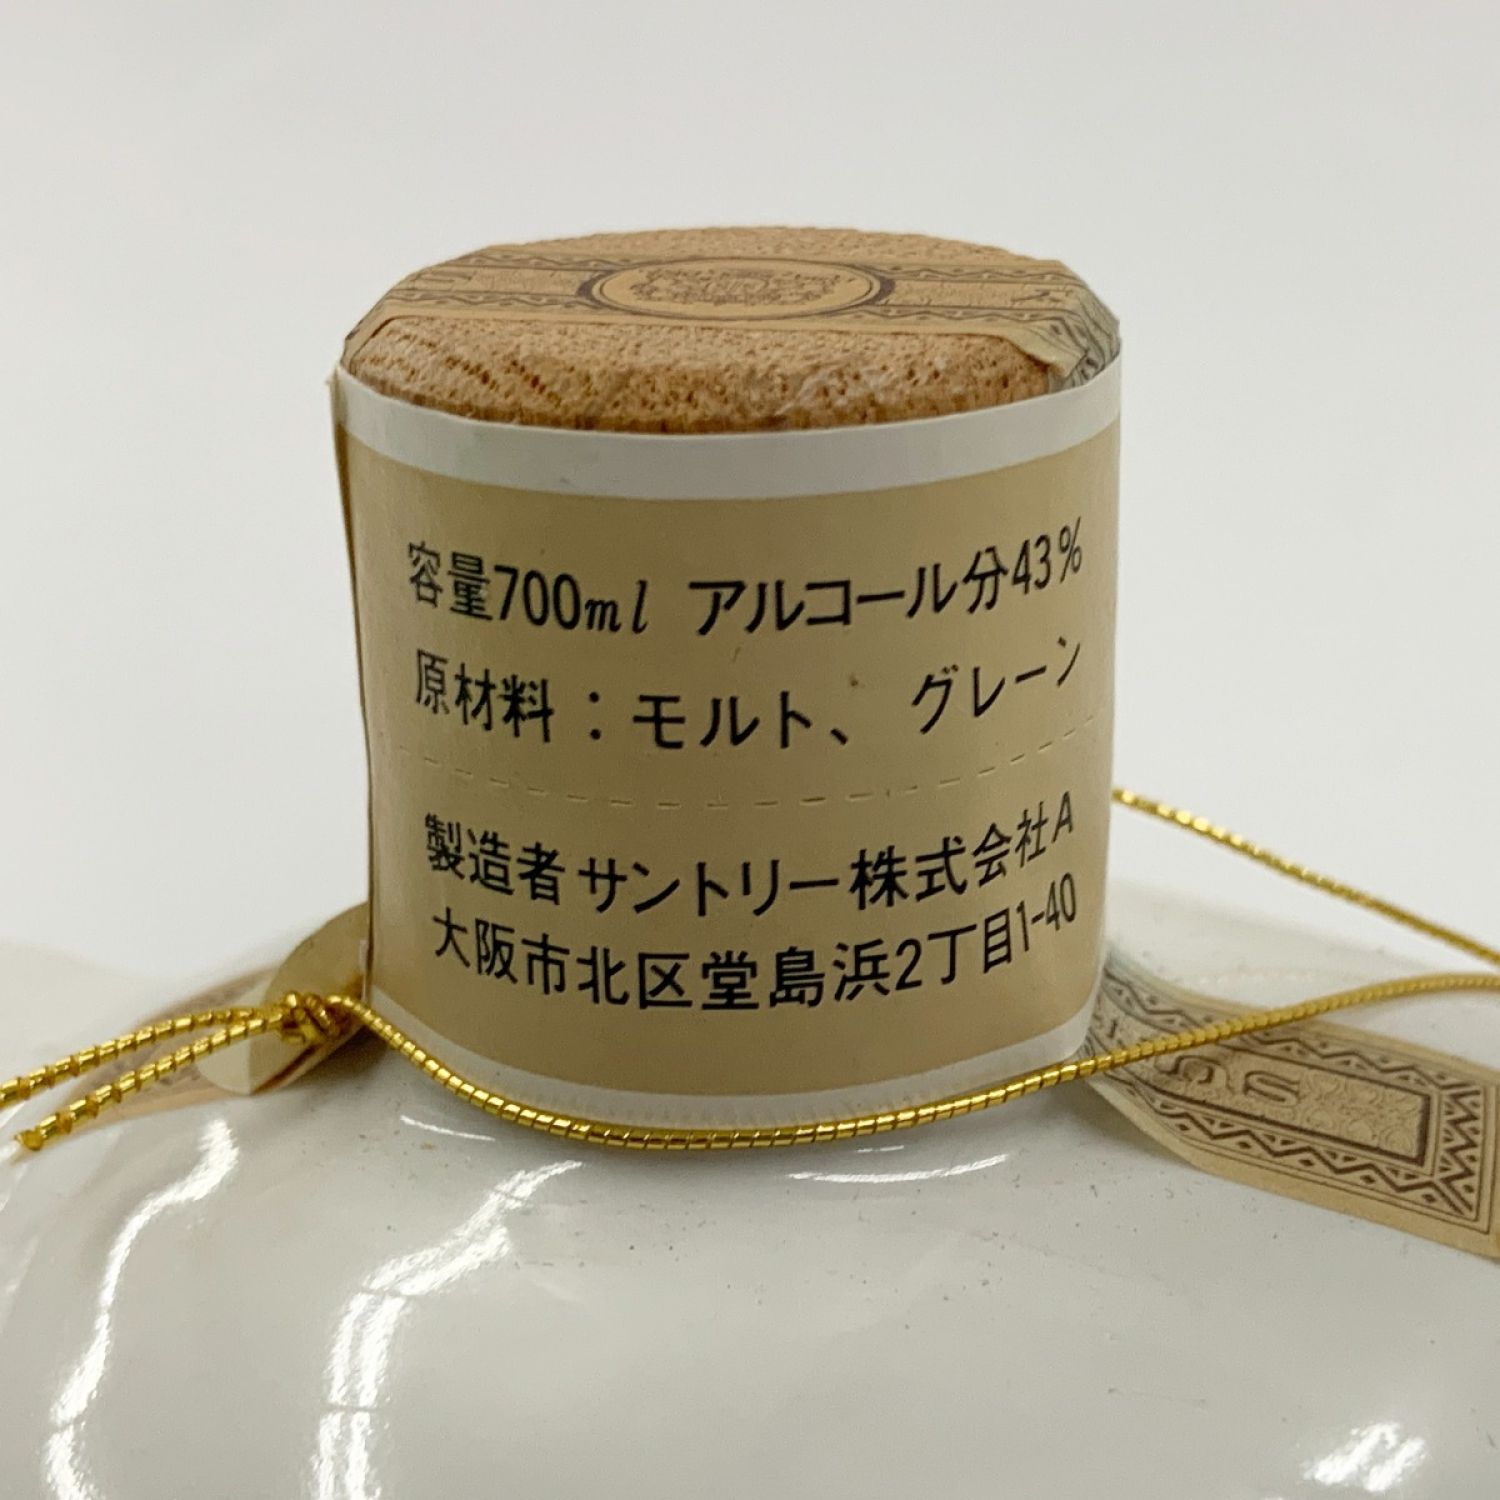 容量700ml アルコール分43%
原材料：モルト、グレーン
製造者サントリー株式会社A
大阪市北区堂島浜2丁目1-40